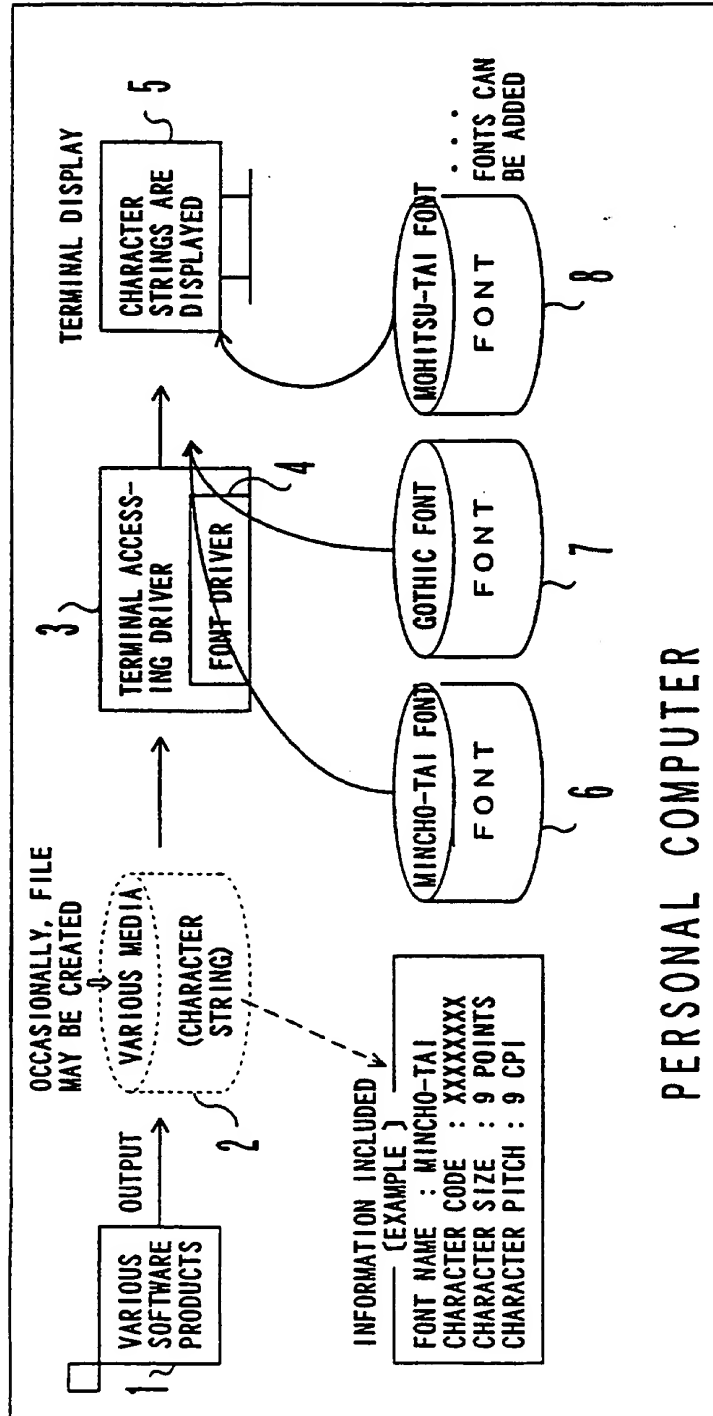 VARIOUS
SOFTWARE
PRODUCTS
1
OUTPUT
OCCASIONALLY, FILE
MAY BE CREATED
VARIOUS MEDIA
(CHARACTER
STRING)
2
3
TERMINAL ACCESS-
ING DRIVER
FONT DRIVER
4
TERMINAL DISPLAY
CHARACTER
STRINGS ARE
DISPLAYED
5
INFORMATION INCLUDED
(EXAMPLE )
FONT NAME : MINCHO-TAI
CHARACTER CODE : XXXXXXXX
CHARACTER SIZE : 9 POINTS
CHARACTER PITCH : 9 CPI
MINCHO-TAI FONT
FONT
6
GOTHIC FONT
FONT
7
MOHITSU-TAI FONT
FONT
8
• • •
FONTS CAN
BE ADDED
PERSONAL COMPUTER